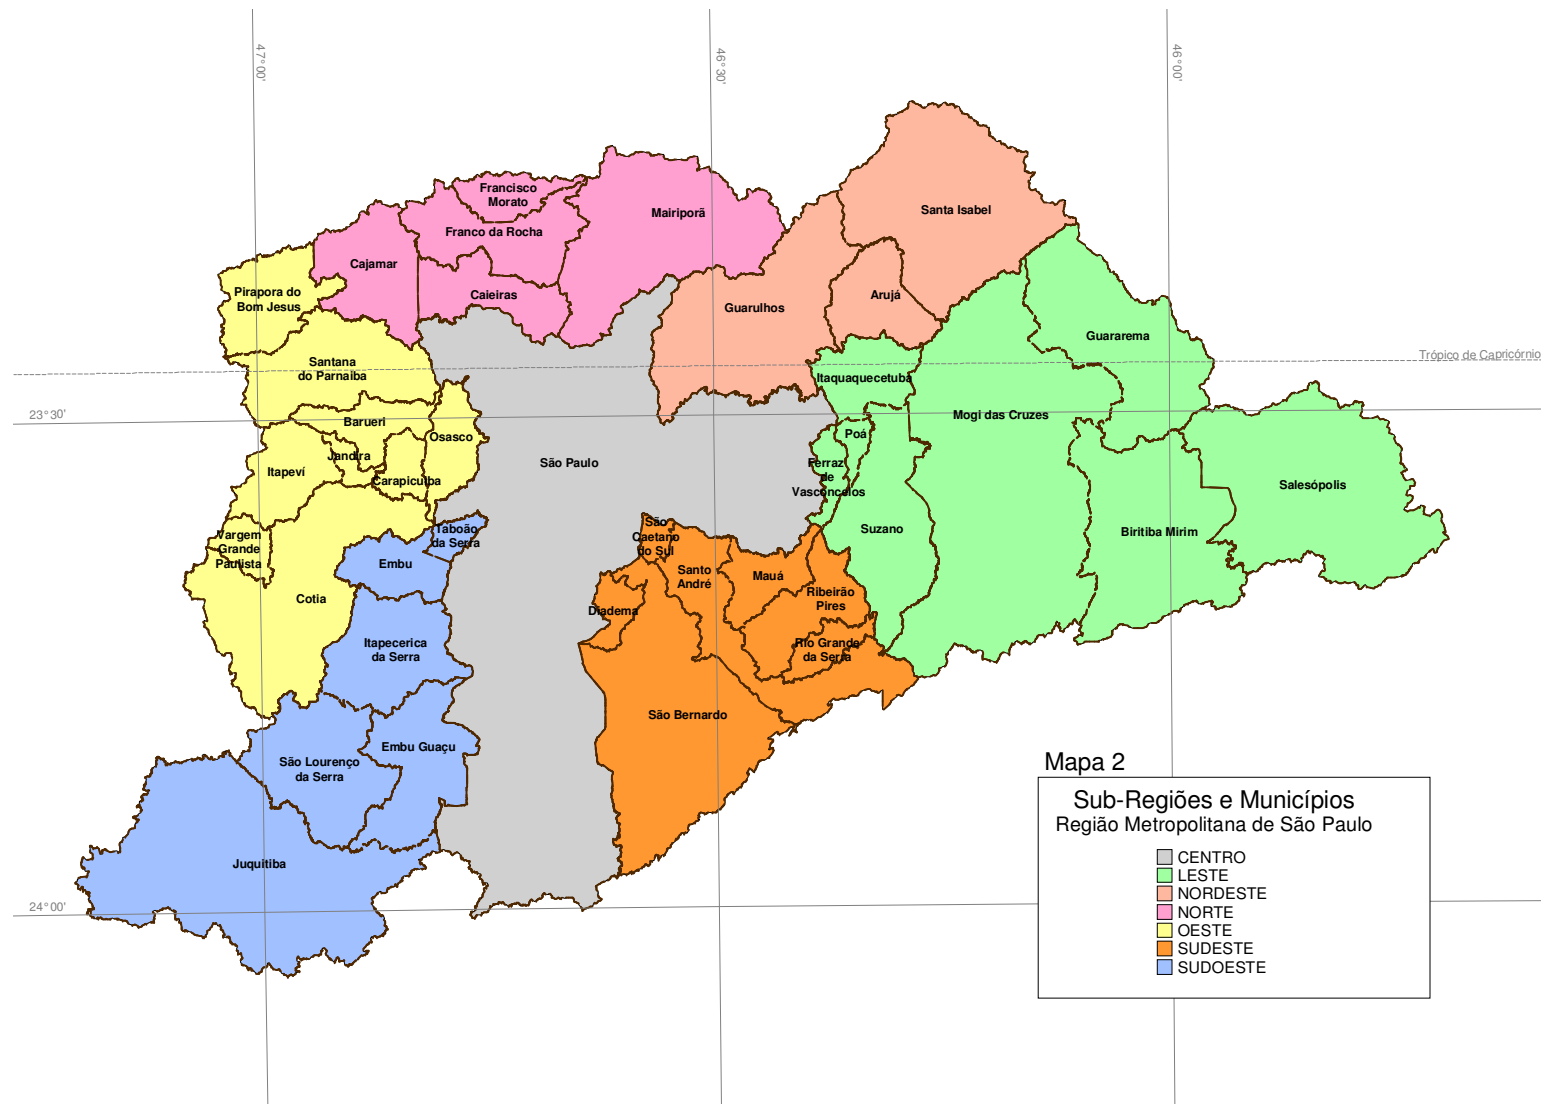 47°00'
46°30'
46°00'
Francisco
Morato
Mairiporã
Santa Isabel
Franco da Rocha
Cajamar
Pirapora do
Bom Jesus
Caieiras
Arujá
Guarulhos
Guararema
Trópico de Capricórnio
Santana
do Parnaiba
Itaquaquecetuba
23°30'
Barueri
Mogi das Cruzes
Osasco
Poá
Jandira
São Paulo
Ferraz
de
Vasconcelos
Itapeví
Carapicuiba
Salesópolis
São
Caetano
do Sul
Suzano
Biritiba Mirim
Taboão
da Serra
Vargem
Grande
Paulista
Embu
Santo
André
Mauá
Cotia
Ribeirão
Pires
Diadema
Itapecerica
da Serra
Rio Grande
da Serra
São Bernardo
Embu Guaçu
São Lourenço
da Serra
Juquitiba
24°00'
Mapa 2
Sub-Regiões e Municípios
Região Metropolitana de São Paulo
CENTRO
LESTE
NORDESTE
NORTE
OESTE
SUDESTE
SUDOESTE